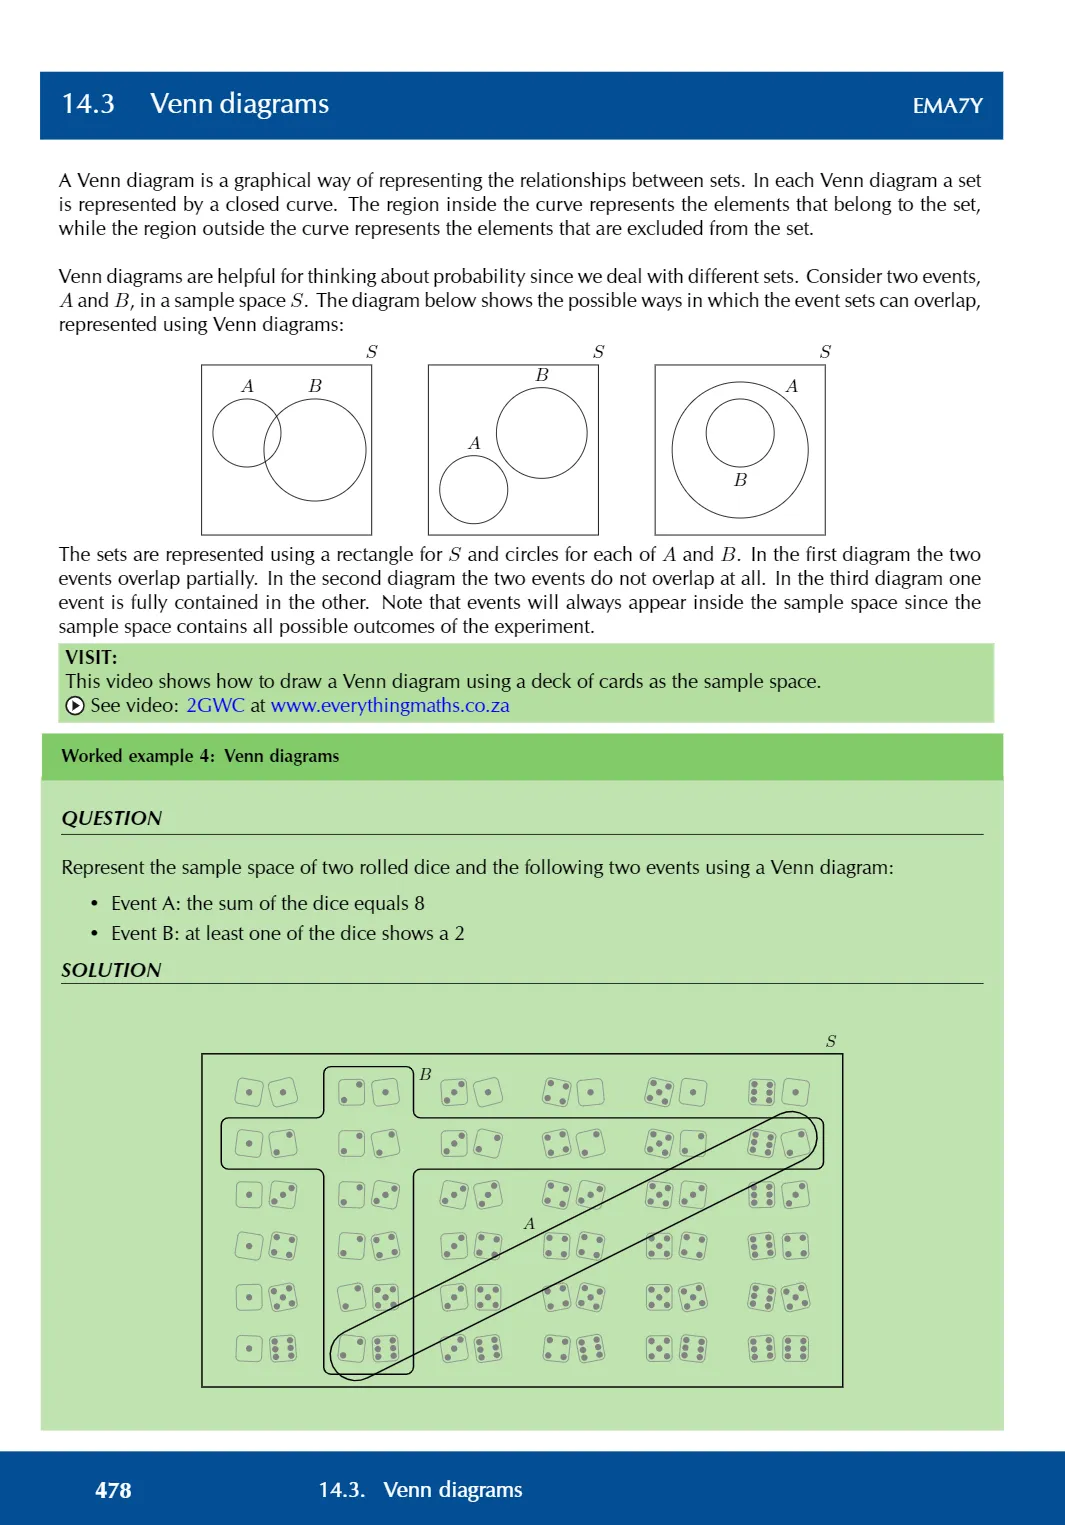 14.3 Venn diagrams EMA7Y
A Venn diagram is a graphical way of representing the relationships between sets. In each Venn diagram a set
is represented by a closed curve. The region inside the curve represents the elements that belong to the set,
while the region outside the curve represents the elements that are excluded from the set.
Venn diagrams are helpful for thinking about probability since we deal with different sets. Consider two events,
A and B, in a sample space S. The diagram below shows the possible ways in which the event sets can overlap,
represented using Venn diagrams:
S
A B
S
B
A
S
A
B
The sets are represented using a rectangle for S and circles for each of A and B. In the first diagram the two
events overlap partially. In the second diagram the two events do not overlap at all. In the third diagram one
event is fully contained in the other. Note that events will always appear inside the sample space since the
sample space contains all possible outcomes of the experiment.
VISIT:
This video shows how to draw a Venn diagram using a deck of cards as the sample space.
See video: 2GWC at www.everythingmaths.co.za
Worked example 4: Venn diagrams
QUESTION
Represent the sample space of two rolled dice and the following two events using a Venn diagram:
• Event A: the sum of the dice equals 8
• Event B: at least one of the dice shows a 2
SOLUTION
S
B
A
478 14.3. Venn diagrams